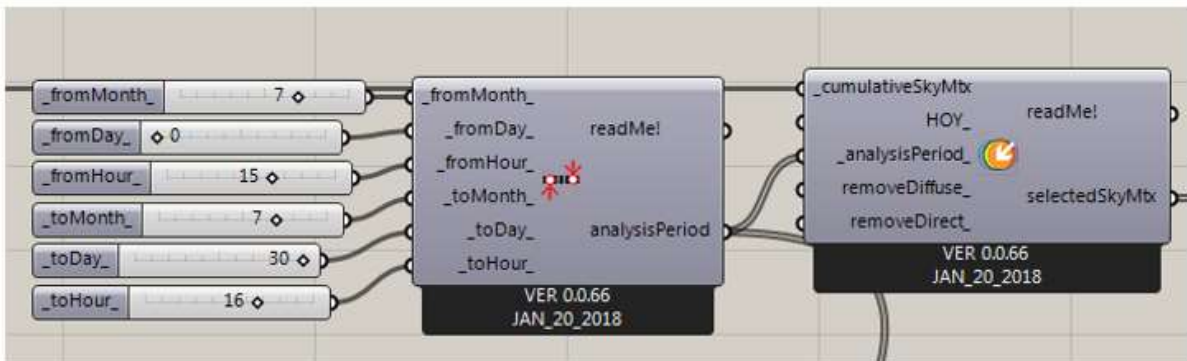 _fromMonth_ 7
_fromDay_ 0
_fromHour_ 15
_toMonth_ 7
_toDay_ 30
_toHour_ 16
_fromMonth_
_fromDay_ readMe!
_fromHour_
_toMonth_
_toDay_ analysisPeriod
_toHour_
VER 0.0.66
JAN_20_2018
_cumulativeSkyMtx
HOY_ readMe!
_analysisPeriod_
removeDiffuse_ selectedSkyMtx
removeDirect_
VER 0.0.66
JAN_20_2018